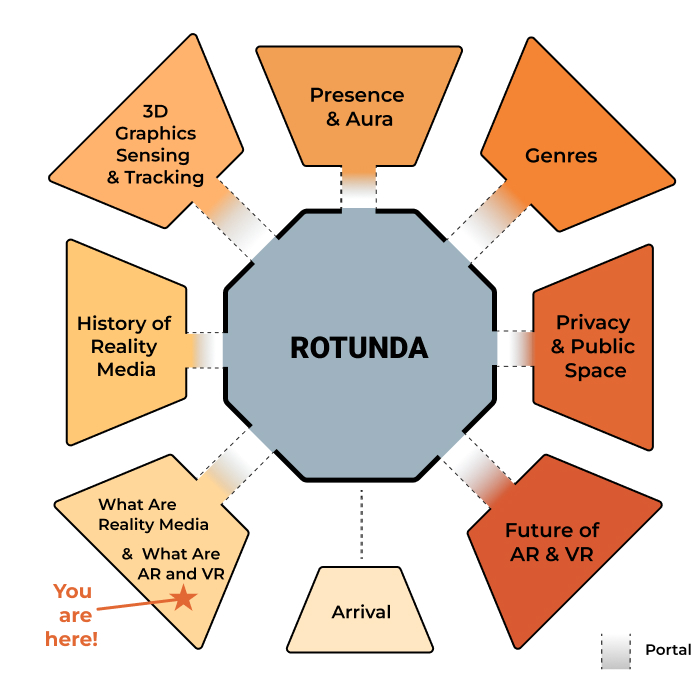 Presence
& Aura
3D
Graphics
Sensing
& Tracking
Genres
History of
Reality
Media
ROTUNDA
Privacy
& Public
Space
What Are
Reality Media
& What Are
AR and VR
You
are
here!
Future of
AR & VR
Arrival
Portal